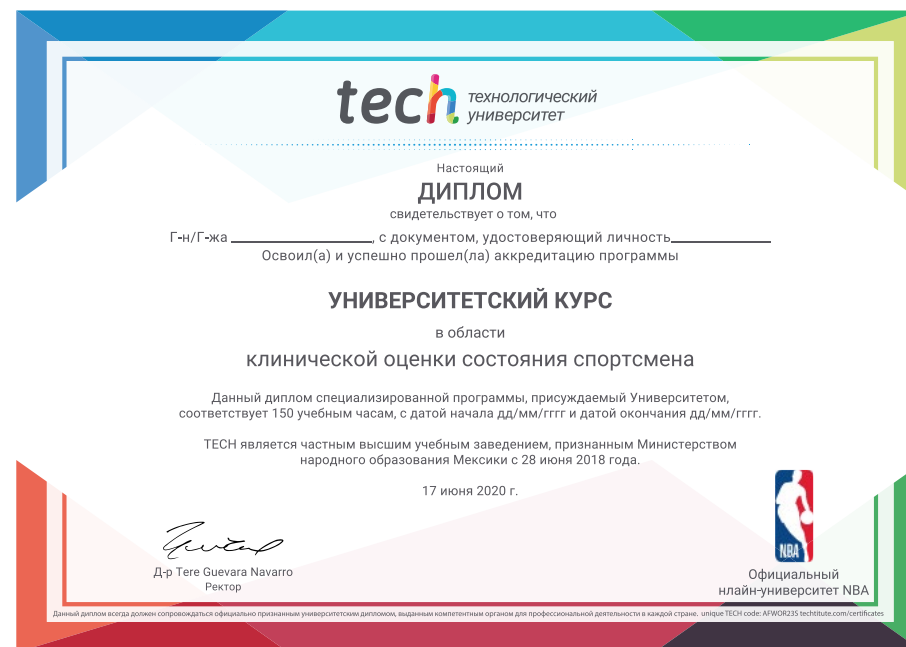 tech технологический
университет
Настоящий
ДИПЛОМ
свидетельствует о том, что
Г-н/Г-жа ____________________, с документом, удостоверяющий личность______________
Освоил(а) и успешно прошел(ла) аккредитацию программы
УНИВЕРСИТЕТСКИЙ КУРС
в области
клинической оценки состояния спортсмена
Данный диплом специализированной программы, присуждаемый Университетом,
соответствует 150 учебным часам, с датой начала дд/мм/гггг и датой окончания дд/мм/гггг.
TECH является частным высшим учебным заведением, признанным Министерством
народного образования Мексики с 28 июня 2018 года.
17 июня 2020 г.
Д-р Tere Guevara Navarro
Ректор
NBA
Официальный
нлайн-университет NBA
Данный диплом всегда должен сопровождаться официально признанным университетским дипломом, выданным компетентным органом для профессиональной деятельности в каждой стране. unique TECH code: AFWOR23S techtitute.com/certificates